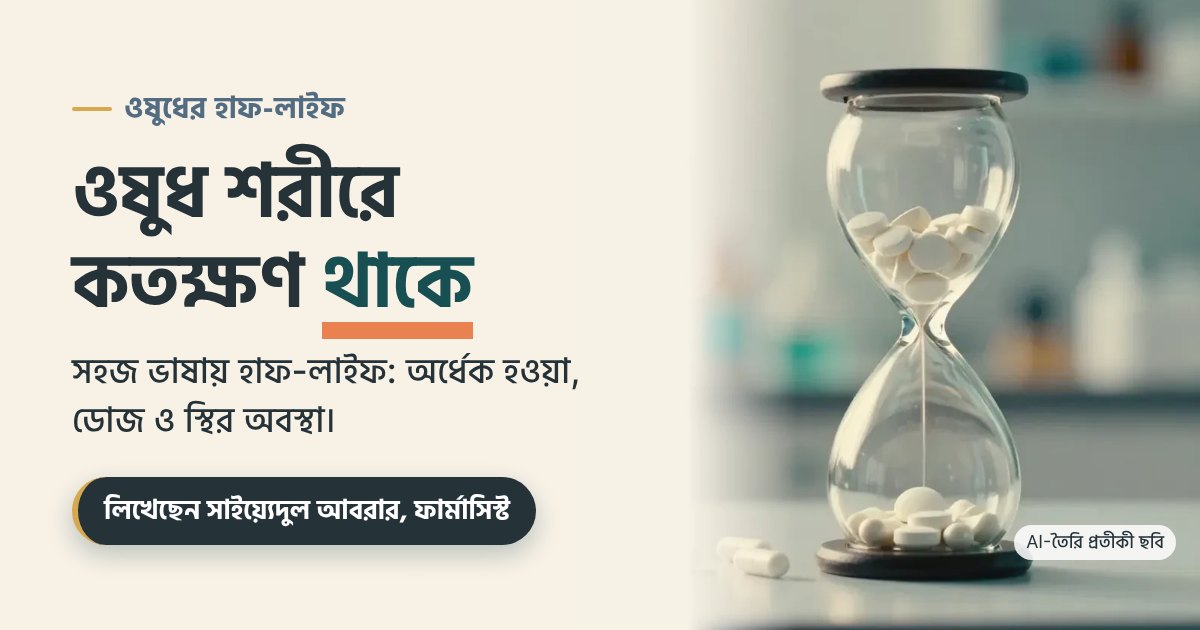 ওষুধের হাফ-লাইফ
ওষুধ শরীরে
কতক্ষণ থাকে
সহজ ভাষায় হাফ-লাইফ: অর্ধেক হওয়া,
ডোজ ও স্থির অবস্থা।
লিখেছেন সাইয়্যেদুল আবরার, ফার্মাসিস্ট
AI-তৈরি প্রতীকী ছবি